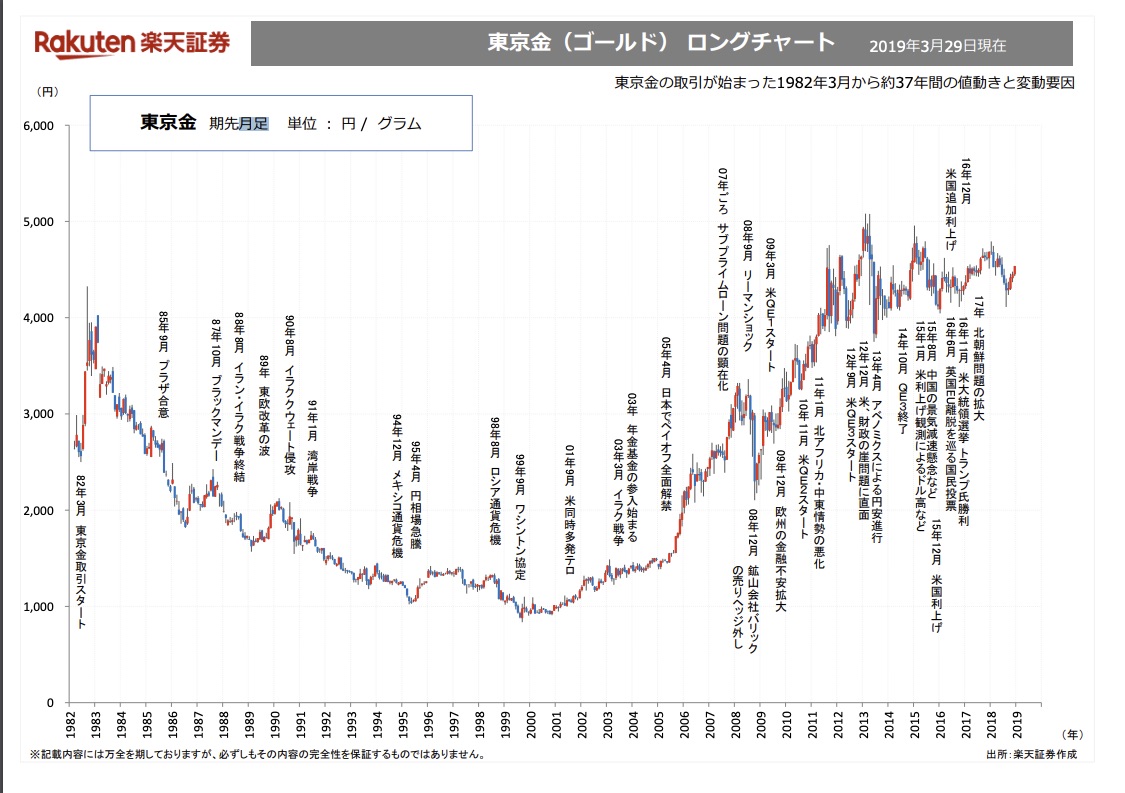 Rakuten 楽天証券
東京金（ゴールド） ロングチャート
2019年3月29日現在
東京金の取引が始まった1982年3月から約37年間の値動きと変動要因
（円）
東京金 期先月足 単位 : 円 / グラム
6,000
5,000
4,000
3,000
2,000
1,000
0
85年9月 プラザ合意
87年10月 ブラックマンデー
88年8月 イラン・イラク戦争終結
89年 東欧改革の波
90年8月 イラククウェート侵攻
91年1月 湾岸戦争
94年12月 メキシコ通貨危機
95年4月 円相場急騰
98年8月 ロシア通貨危機
99年9月 ワシントン協定
01年9月 米同時多発テロ
03年3月 イラク戦争
03年 年金基金の参入始まる
05年4月 日本でペイオフ全面解禁
07年ごろ サブプライムローン問題の顕在化
08年9月 リーマンショック
08年12月 鉱山会社バリック
の売りヘッジ外し
09年3月 米QE1スタート
09年12月 欧州の金融不安拡大
10年11月 米QE2スタート
11年1月 北アフリカ・中東情勢の悪化
12年9月 米QE3スタート
12年12月 米、財政の崖問題に直面
13年4月 アベノミクスによる円安進行
14年10月 QE3終了
15年1月 米利上げ観測によるドル高など
15年8月 中国の景気減速懸念など
15年12月 米国利上げ
16年6月 英国EC離脱を巡る国民投票
16年11月 米大統領選挙 トランプ氏勝利
16年12月
米国追加利上げ
17年 北朝鮮問題の拡大
東京金取引スタート
1982 1983 1984 1985 1986 1987 1988 1989 1990 1991 1992 1993 1994 1995 1996 1997 1998 1999 2000 2001 2002 2003 2004 2005 2006 2007 2008 2009 2010 2011 2012 2013 2014 2015 2016 2017 2018 2019
（年）
※記載内容には万全を期しておりますが、必ずしもその内容の完全性を保証するものではありません。
出所：楽天証券作成